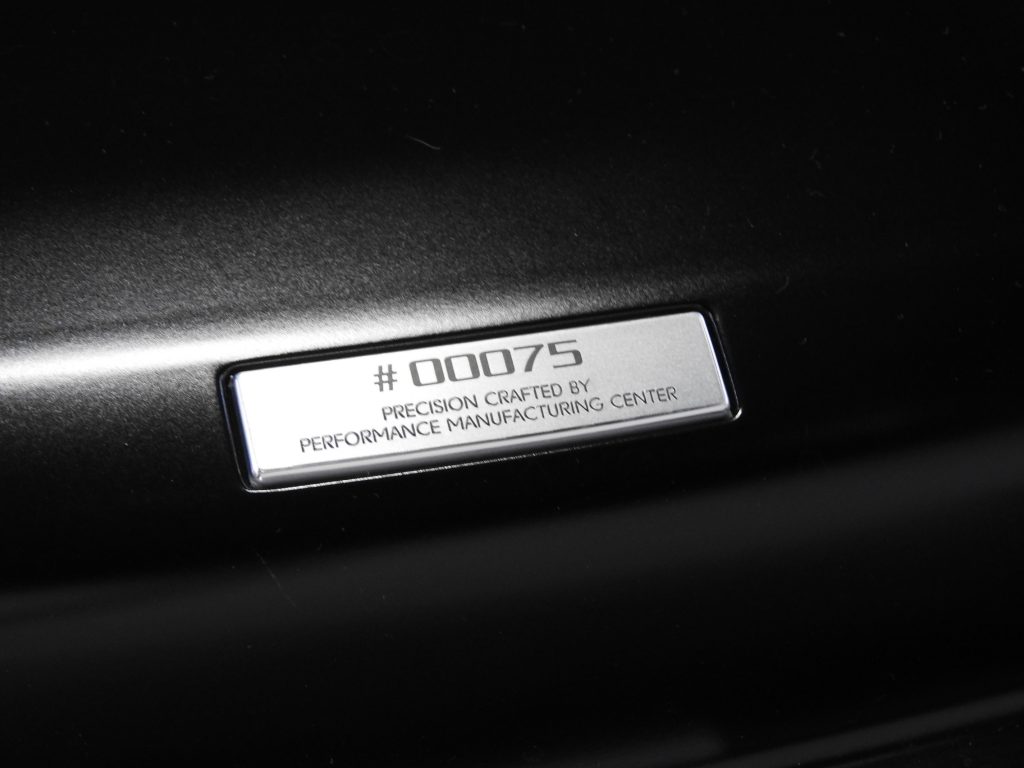 # 00075
PRECISION CRAFTED BY
PERFORMANCE MANUFACTURING CENTER